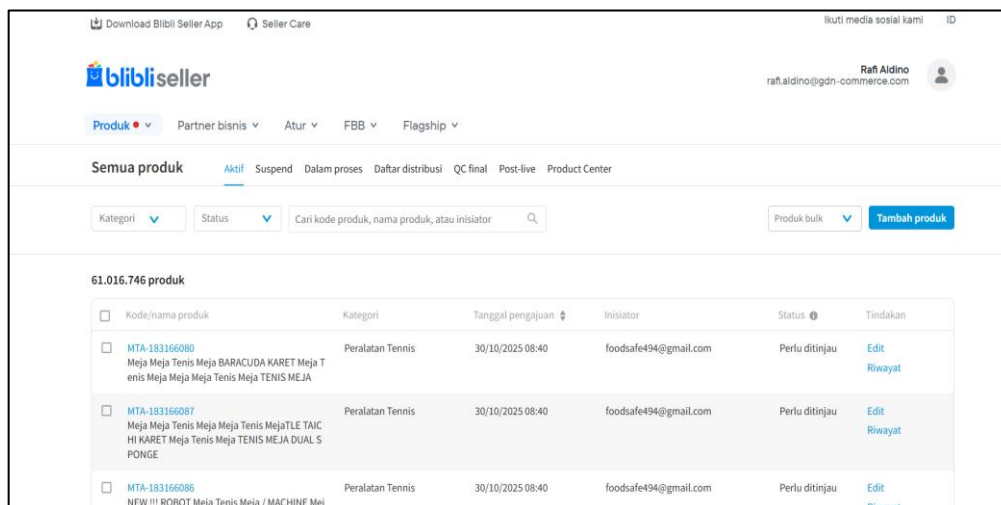 Download Blibli Seller App Seller Care Ikuti media sosial kami ID
blibliseller
Rafi Aldino
rafi.aldino@gdn-commerce.com
Produk Partner bisnis Atur FBB Flagship
Semua produk Aktif Suspend Dalam proses Daftar distribusi QC final Post-live Product Center
Kategori Status Cari kode produk, nama produk, atau inisiator Produk bulk Tambah produk
61.016.746 produk
Kode/nama produk Kategori Tanggal pengajuan Inisiator Status Tindakan
MTA-183166080 Peralatan Tennis 30/10/2025 08:40 foodsafe494@gmail.com Perlu ditinjau Edit
Meja Meja Tenis Meja BARACUDA KARET Meja T Riwayat
enis Meja Meja Meja Tenis Meja TENIS MEJA
MTA-183166087 Peralatan Tennis 30/10/2025 08:40 foodsafe494@gmail.com Perlu ditinjau Edit
Meja Meja Tenis Meja Meja Tenis MejaTLE TAIC Riwayat
HI KARET Meja Tenis Meja TENIS MEJA DUAL S
PONGE
MTA-183166086 Peralatan Tennis 30/10/2025 08:40 foodsafe494@gmail.com Perlu ditinjau Edit
NEW !!! ROBOT Meja Tenis Meja / MACHINE Mej